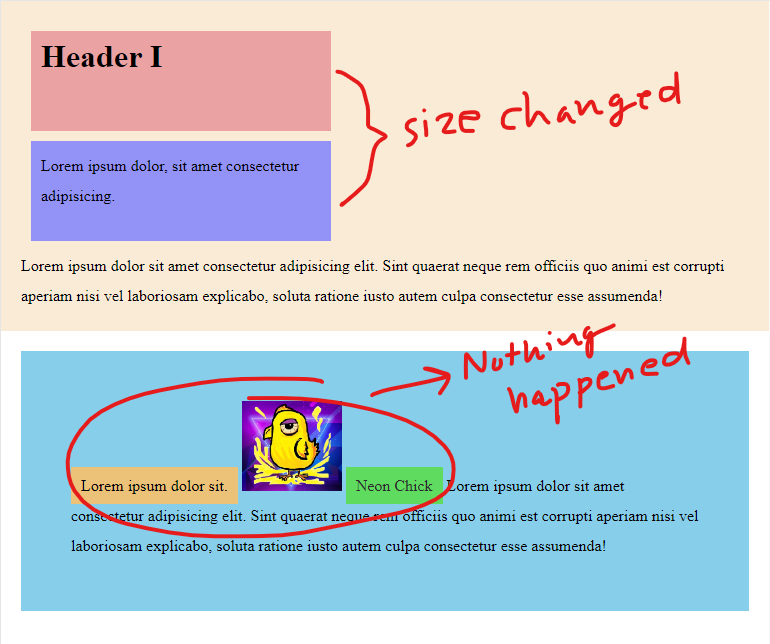 Header I
size changed
Lorem ipsum dolor, sit amet consectetur
adipisicing.
Lorem ipsum dolor sit amet consectetur adipisicing elit. Sint quaerat neque rem officiis quo animi est corrupti
aperiam nisi vel laboriosam explicabo, soluta ratione iusto autem culpa consectetur esse assumenda!
Nothing
happened
Lorem ipsum dolor sit. Neon Chick Lorem ipsum dolor sit amet
consectetur adipisicing elit. Sint quaerat neque rem officiis quo animi est corrupti aperiam nisi vel
laboriosam explicabo, soluta ratione iusto autem culpa consectetur esse assumenda!